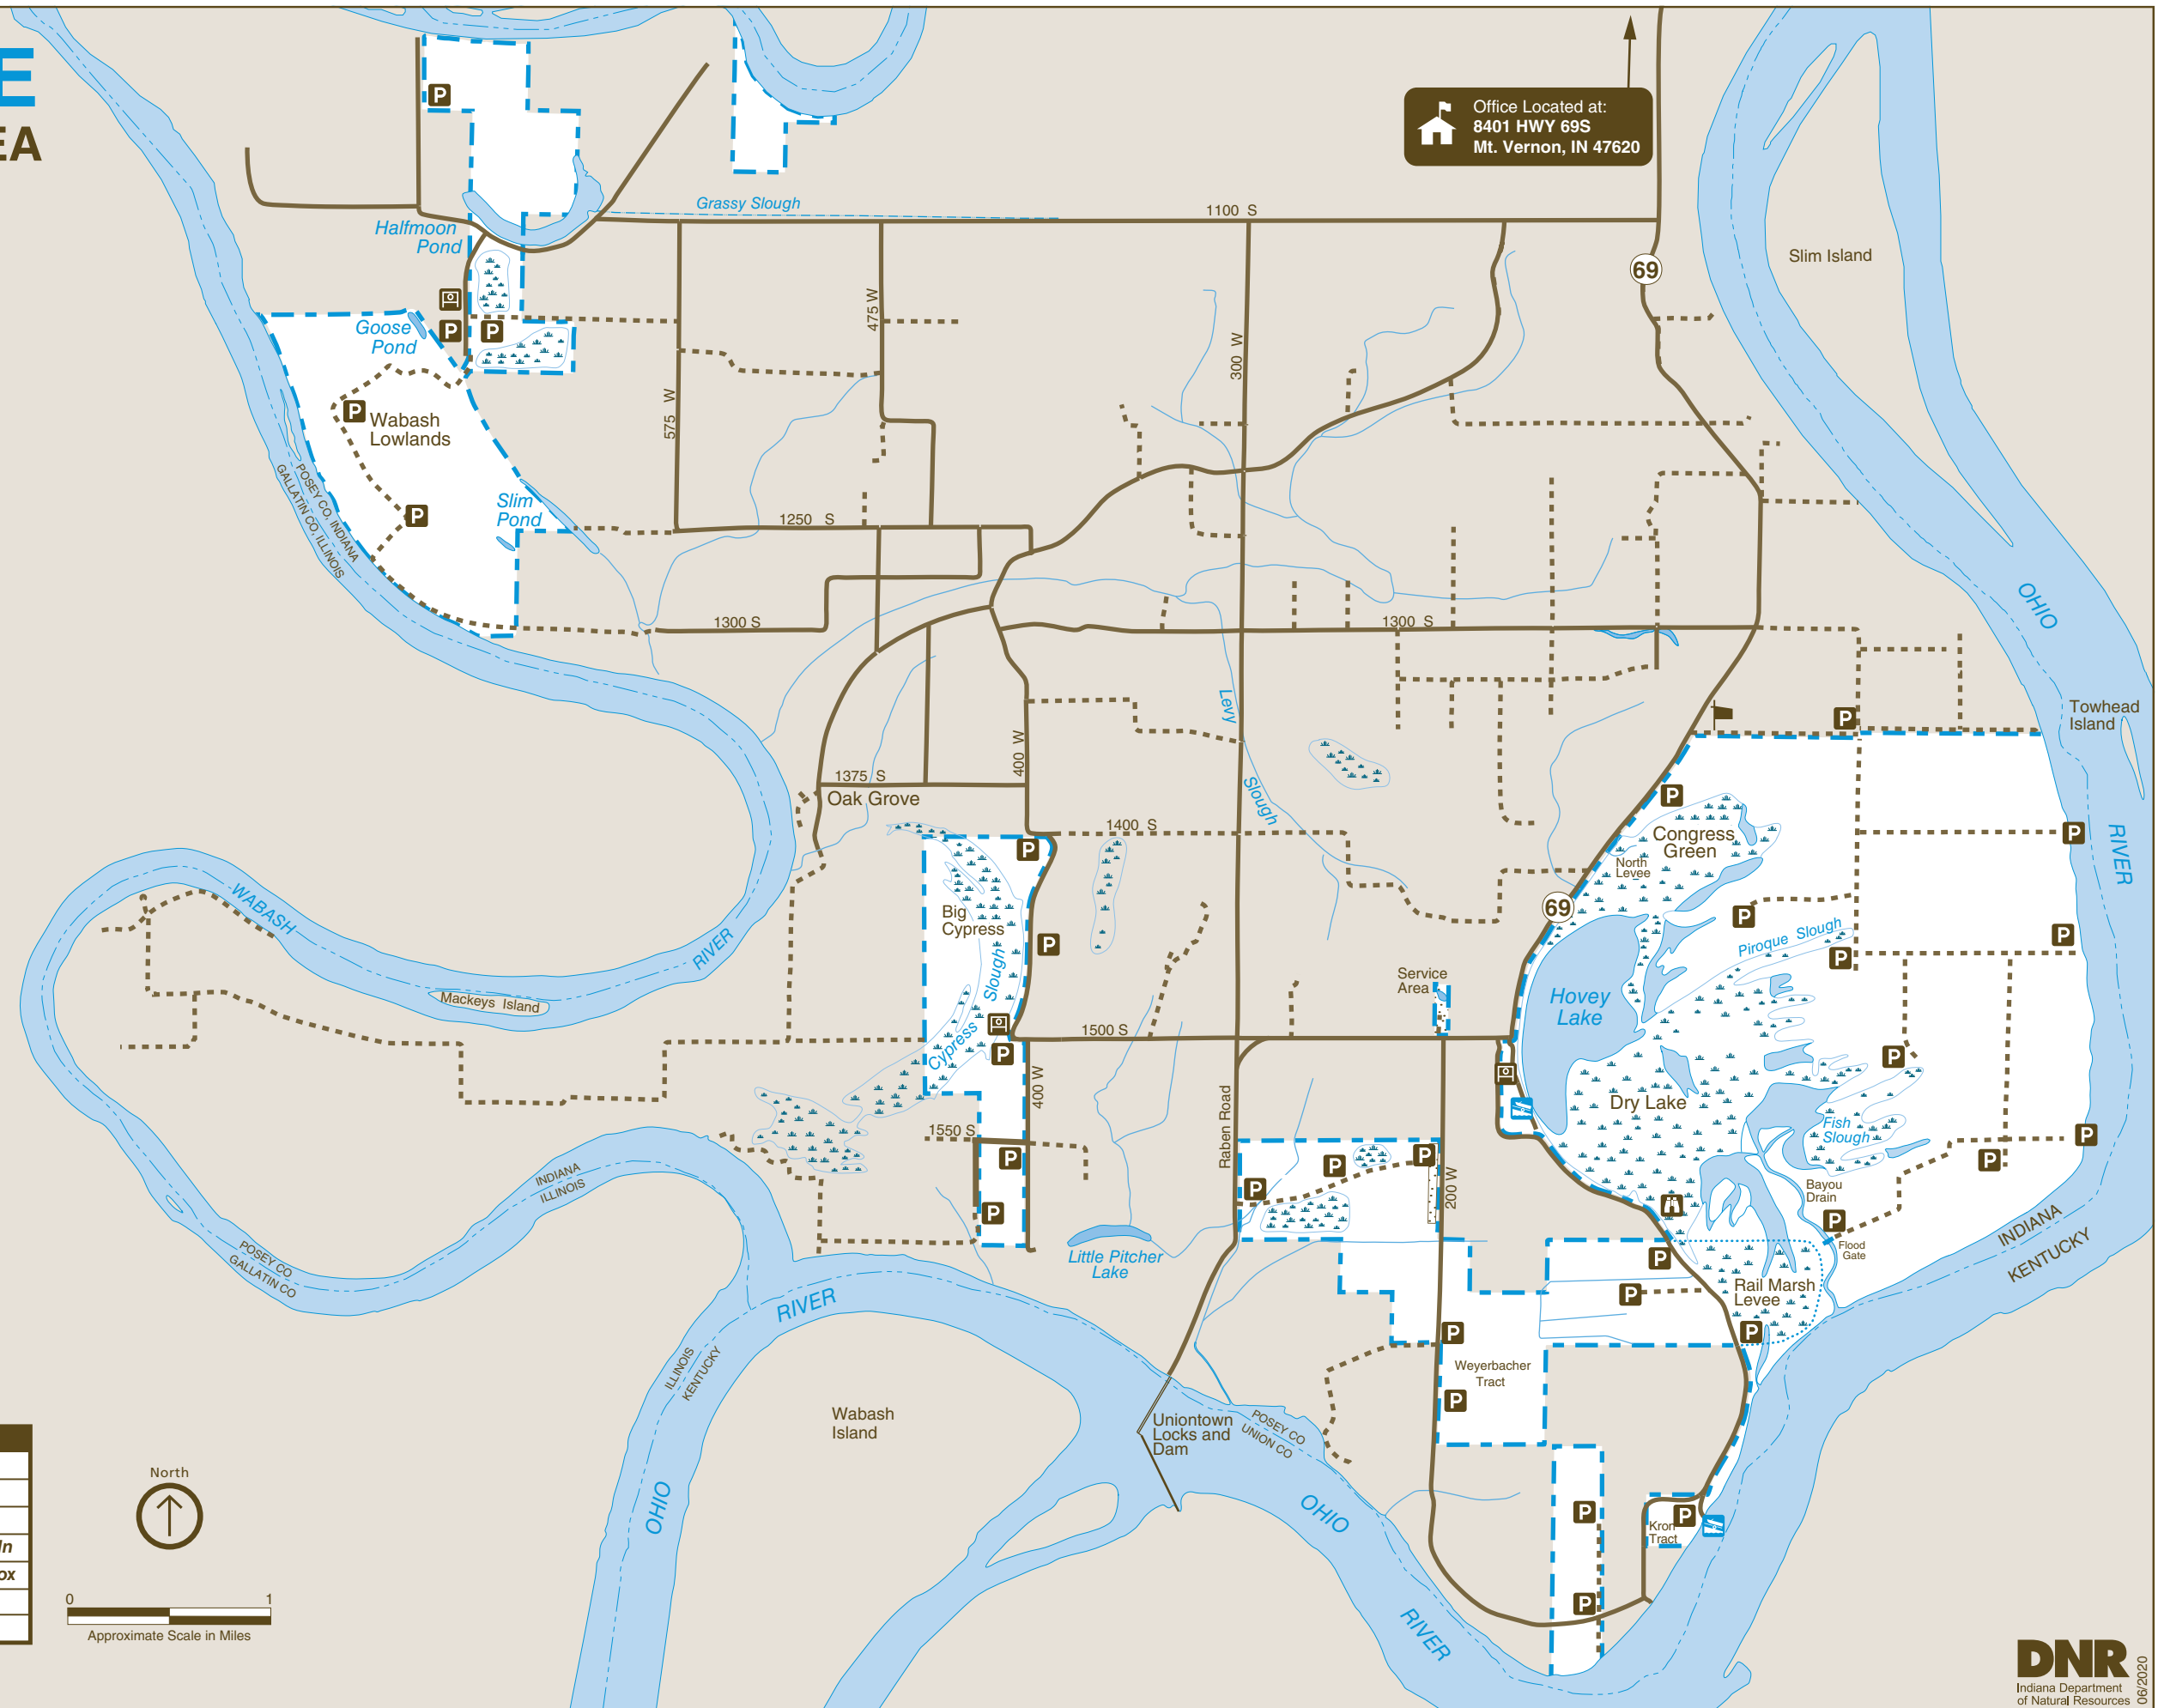 E
EA
Office Located at:
8401 HWY 69S
Mt. Vernon, IN 47620
P
Grassy Slough
1100 S
Halfmoon
Pond
69
Slim Island
Goose
Pond
P
P
475 W
300 W
575 W
P
Wabash
Lowlands
POSEY CO, INDIANA
GALLATIN CO, ILLINOIS
P
Slim
Pond
1250 S
OHIO
1300 S
1300 S
Levy
Slough
Towhead
Island
P
400 W
1375 S
Oak Grove
P
1400 S
P
Congress
Green
North
Levee
P
RIVER
WABASH
RIVER
Big
Cypress
P
69
P
Piroque Slough
P
P
Slough
Cypress
Mackeys Island
Service
Area
Hovey
Lake
1500 S
P
P
400 W
Raben Road
Dry Lake
Fish
Slough
1550 S
P
P
P
P
P
P
200 W
INDIANA
ILLINOIS
P
Bayou
Drain
P
Flood
Gate
INDIANA
KENTUCKY
POSEY CO
GALLATIN CO
Little Pitcher
Lake
P
P
Rail Marsh
Levee
P
RIVER
P
ILLINOIS
KENTUCKY
Weyerbacher
Tract
P
Wabash
Island
Uniontown
Locks and
Dam
POSEY CO
UNION CO
North
OHIO
OHIO
P
P
Kron
Tract
In
ox
0 1
Approximate Scale in Miles
P
RIVER
DNR
Indiana Department
of Natural Resources
06/2020